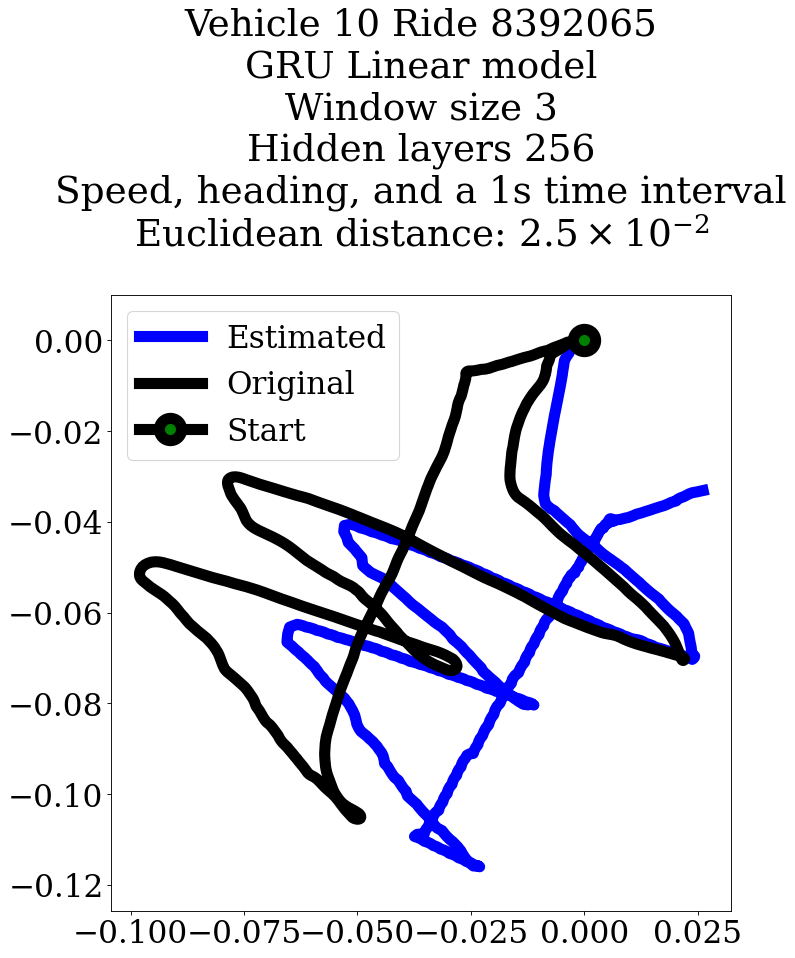 Vehicle 10 Ride 8392065
GRU Linear model
Window size 3
Hidden layers 256
Speed, heading, and a 1s time interval
Euclidean distance: 2.5 × 10⁻²
Estimated
Original
Start
0.00
−0.02
−0.04
−0.06
−0.08
−0.10
−0.12
−0.100 −0.075 −0.050 −0.025 0.000 0.025